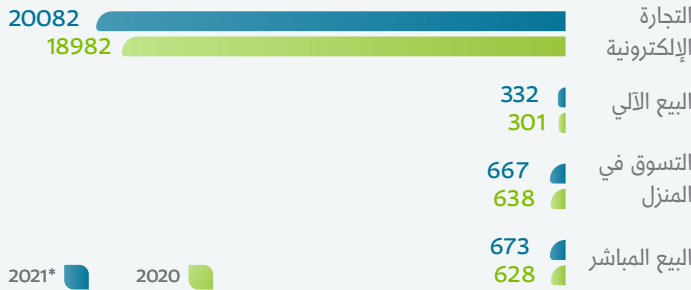 التجارة
الإلكترونية
20082
18982
البيع الآلي
332
301
التسوق في
المنزل
667
638
البيع المباشر
673
628
2020
2021*